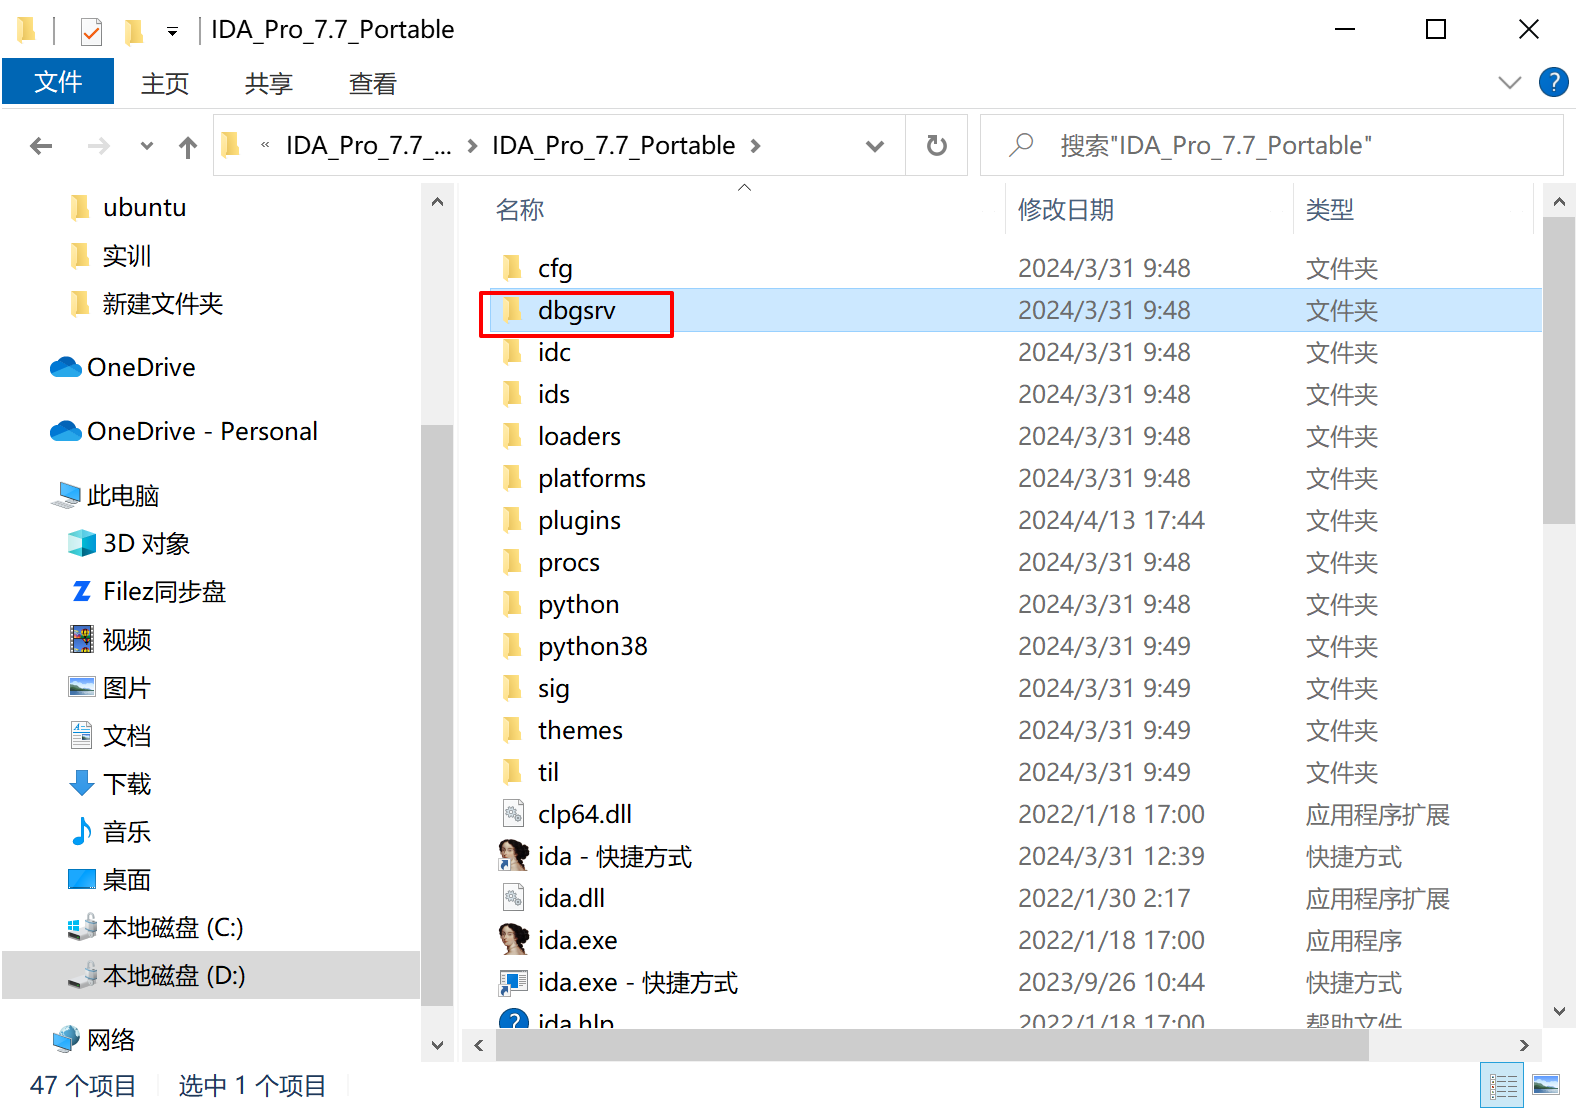 IDA_Pro_7.7_Portable
文件 主页 共享 查看
« IDA_Pro_7.7_... IDA_Pro_7.7_Portable 搜索"IDA_Pro_7.7_Portable"
ubuntu
实训
新建文件夹
OneDrive
OneDrive - Personal
此电脑
3D 对象
Filez同步盘
视频
图片
文档
下载
音乐
桌面
本地磁盘 (C:)
本地磁盘 (D:)
网络
名称 修改日期 类型
cfg 2024/3/31 9:48 文件夹
dbgsrv 2024/3/31 9:48 文件夹
idc 2024/3/31 9:48 文件夹
ids 2024/3/31 9:48 文件夹
loaders 2024/3/31 9:48 文件夹
platforms 2024/3/31 9:48 文件夹
plugins 2024/4/13 17:44 文件夹
procs 2024/3/31 9:48 文件夹
python 2024/3/31 9:48 文件夹
python38 2024/3/31 9:49 文件夹
sig 2024/3/31 9:49 文件夹
themes 2024/3/31 9:49 文件夹
til 2024/3/31 9:49 文件夹
clp64.dll 2022/1/18 17:00 应用程序扩展
ida - 快捷方式 2024/3/31 12:39 快捷方式
ida.dll 2022/1/30 2:17 应用程序扩展
ida.exe 2022/1/18 17:00 应用程序
ida.exe - 快捷方式 2023/9/26 10:44 快捷方式
ida.hlp 2022/1/18 17:00 帮助文件
47 个项目 选中 1 个项目